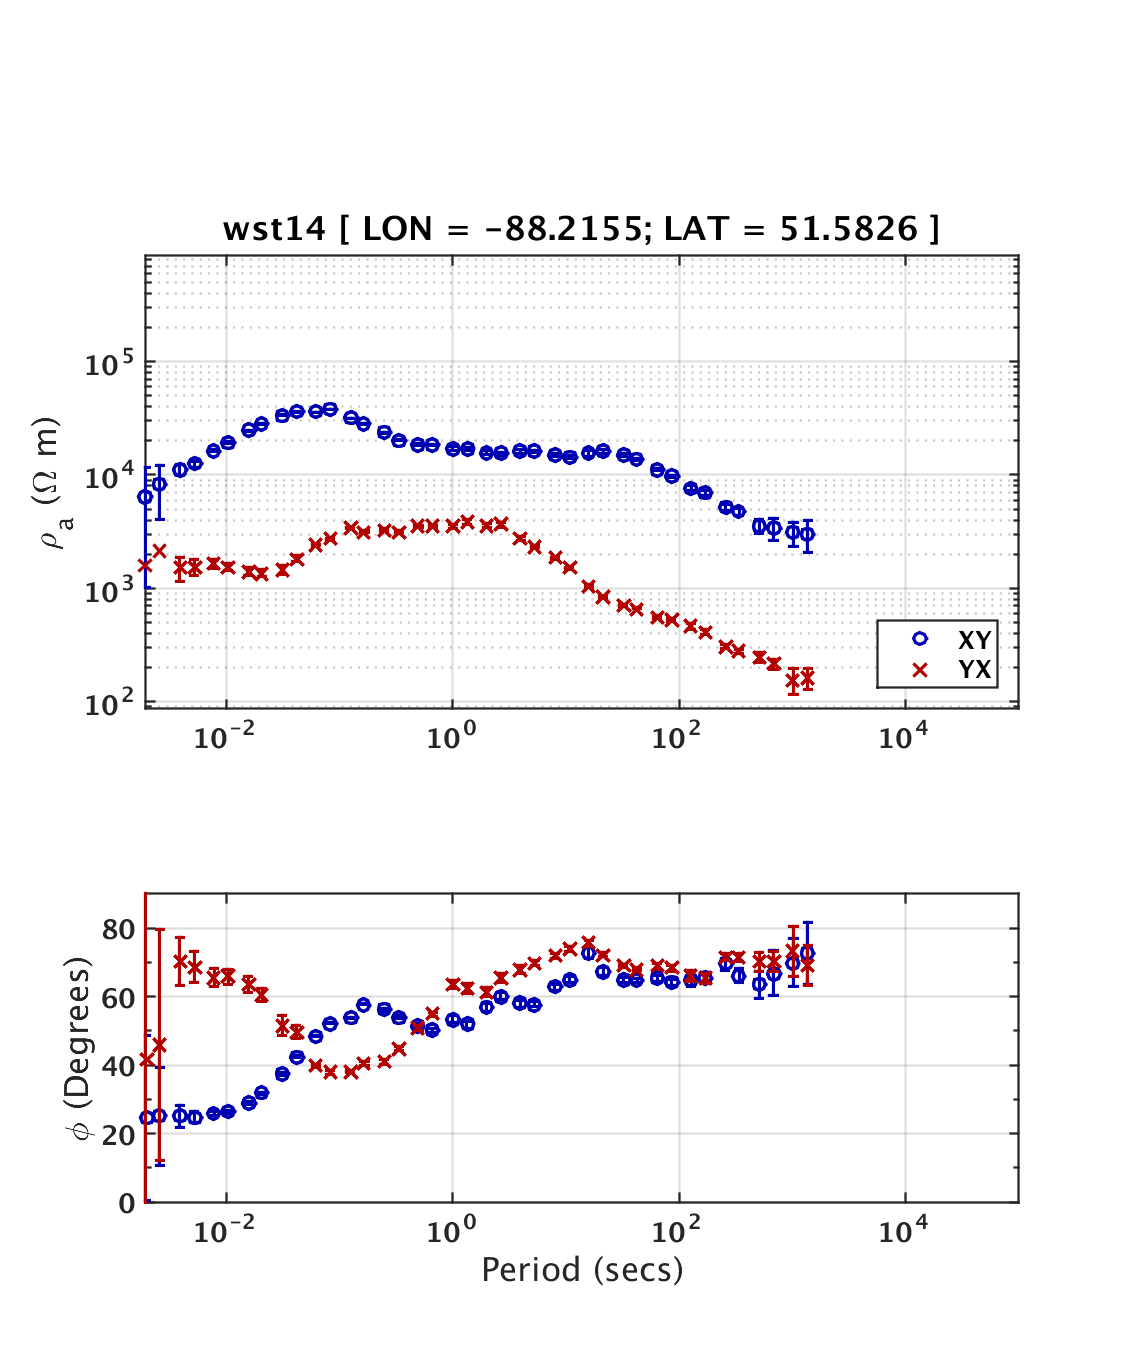 wst14 [ LON = -88.2155; LAT = 51.5826 ]
ρa (Ω m)
10^5
10^4
10^3
10^2
XY
YX
10^-2 10^0 10^2 10^4
ϕ (Degrees)
80
60
40
20
0
10^-2 10^0 10^2 10^4
Period (secs)